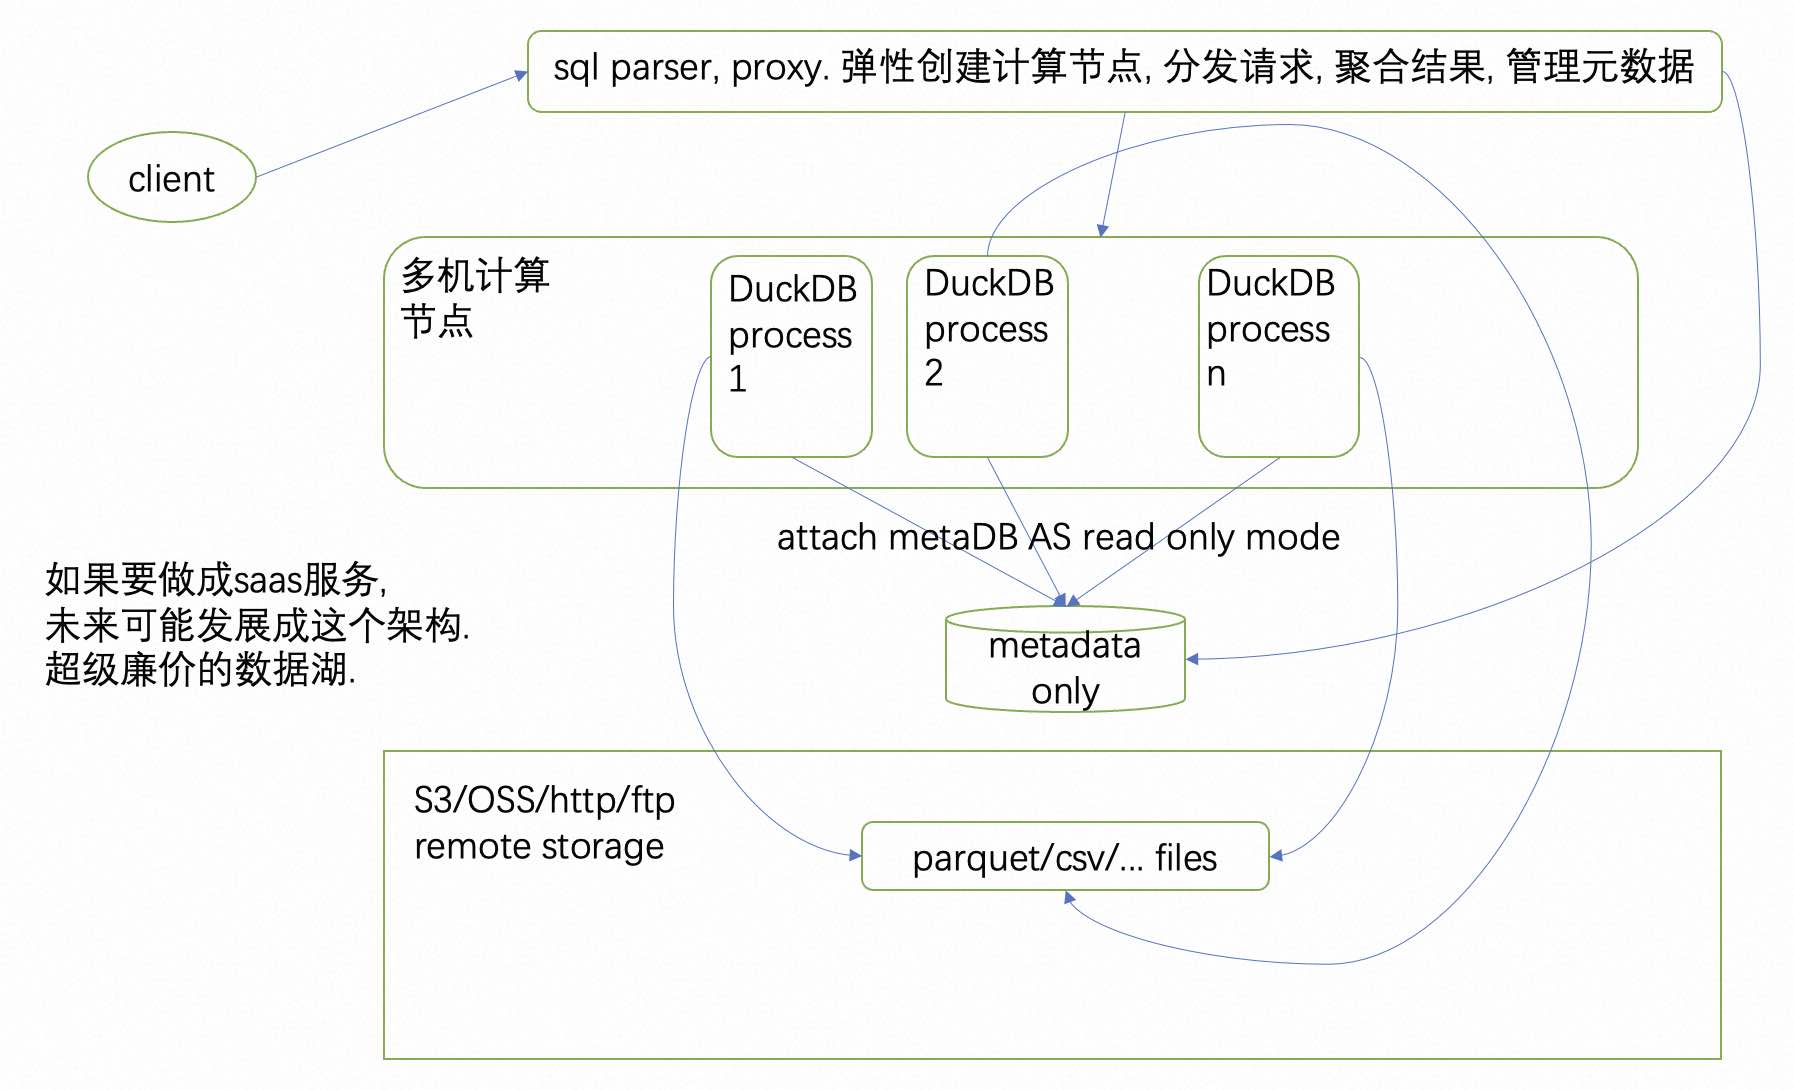 sql parser, proxy. 弹性创建计算节点, 分发请求, 聚合结果, 管理元数据
client
多机计算
节点
DuckDB
process
1
DuckDB
process
2
DuckDB
process
n
attach metaDB AS read only mode
如果要做成saas服务,
未来可能发展成这个架构.
超级廉价的数据湖.
metadata
only
S3/OSS/http/ftp
remote storage
parquet/csv/... files